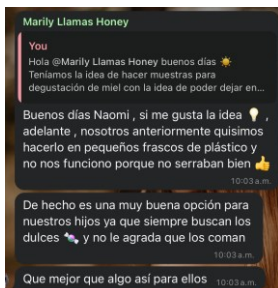 Marily Llamas Honey
You
Hola @Marily Llamas Honey buenos días ☀️
Teníamos la idea de hacer muestras para
degustación de miel con la idea de poder dejar en...
Buenos días Naomi , si me gusta la idea 💡 ,
adelante , nosotros anteriormente quisimos
hacerlo en pequeños frascos de plástico y
no nos funciono porque no serraban bien 👍
10:03 a.m.
De hecho es una muy buena opción para
nuestros hijos ya que siempre buscan los
dulces 🍬 y no le agrada que los coman
10:03 a.m.
Que mejor que algo así para ellos 10:03 a.m.